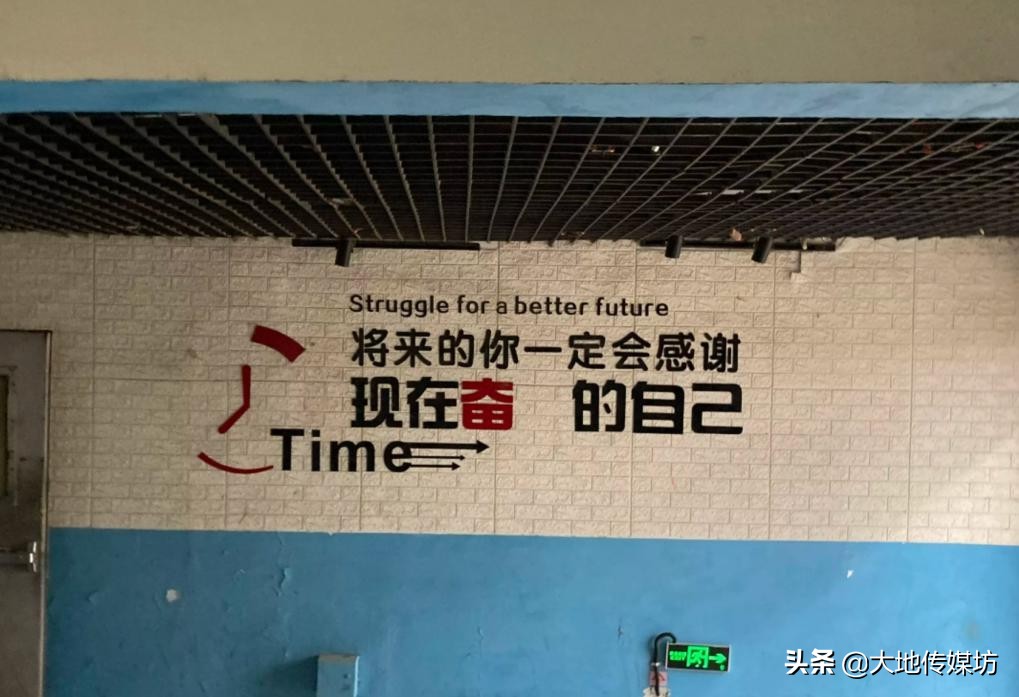 Struggle for a better future
将来的你一定会感谢
现在奋 的自己
Time
头条 @大地传媒坊